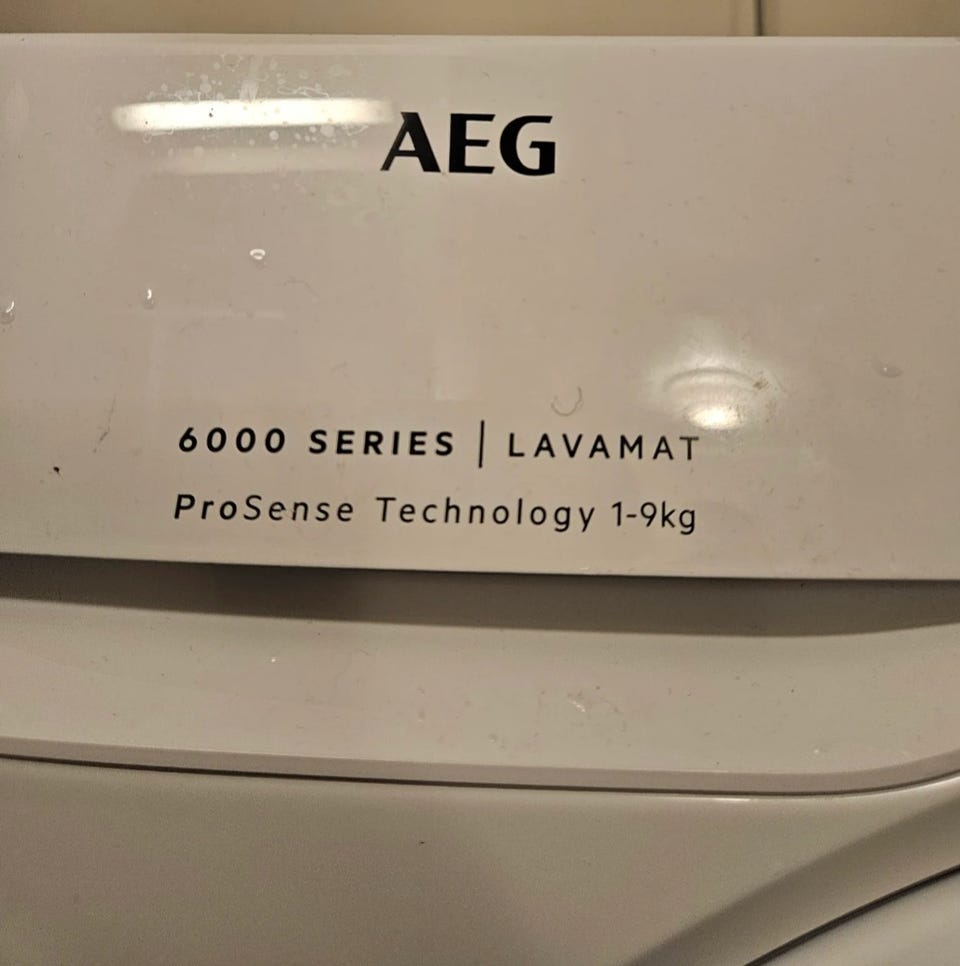 AEG
6000 SERIES | LAVAMAT
ProSense Technology 1-9kg